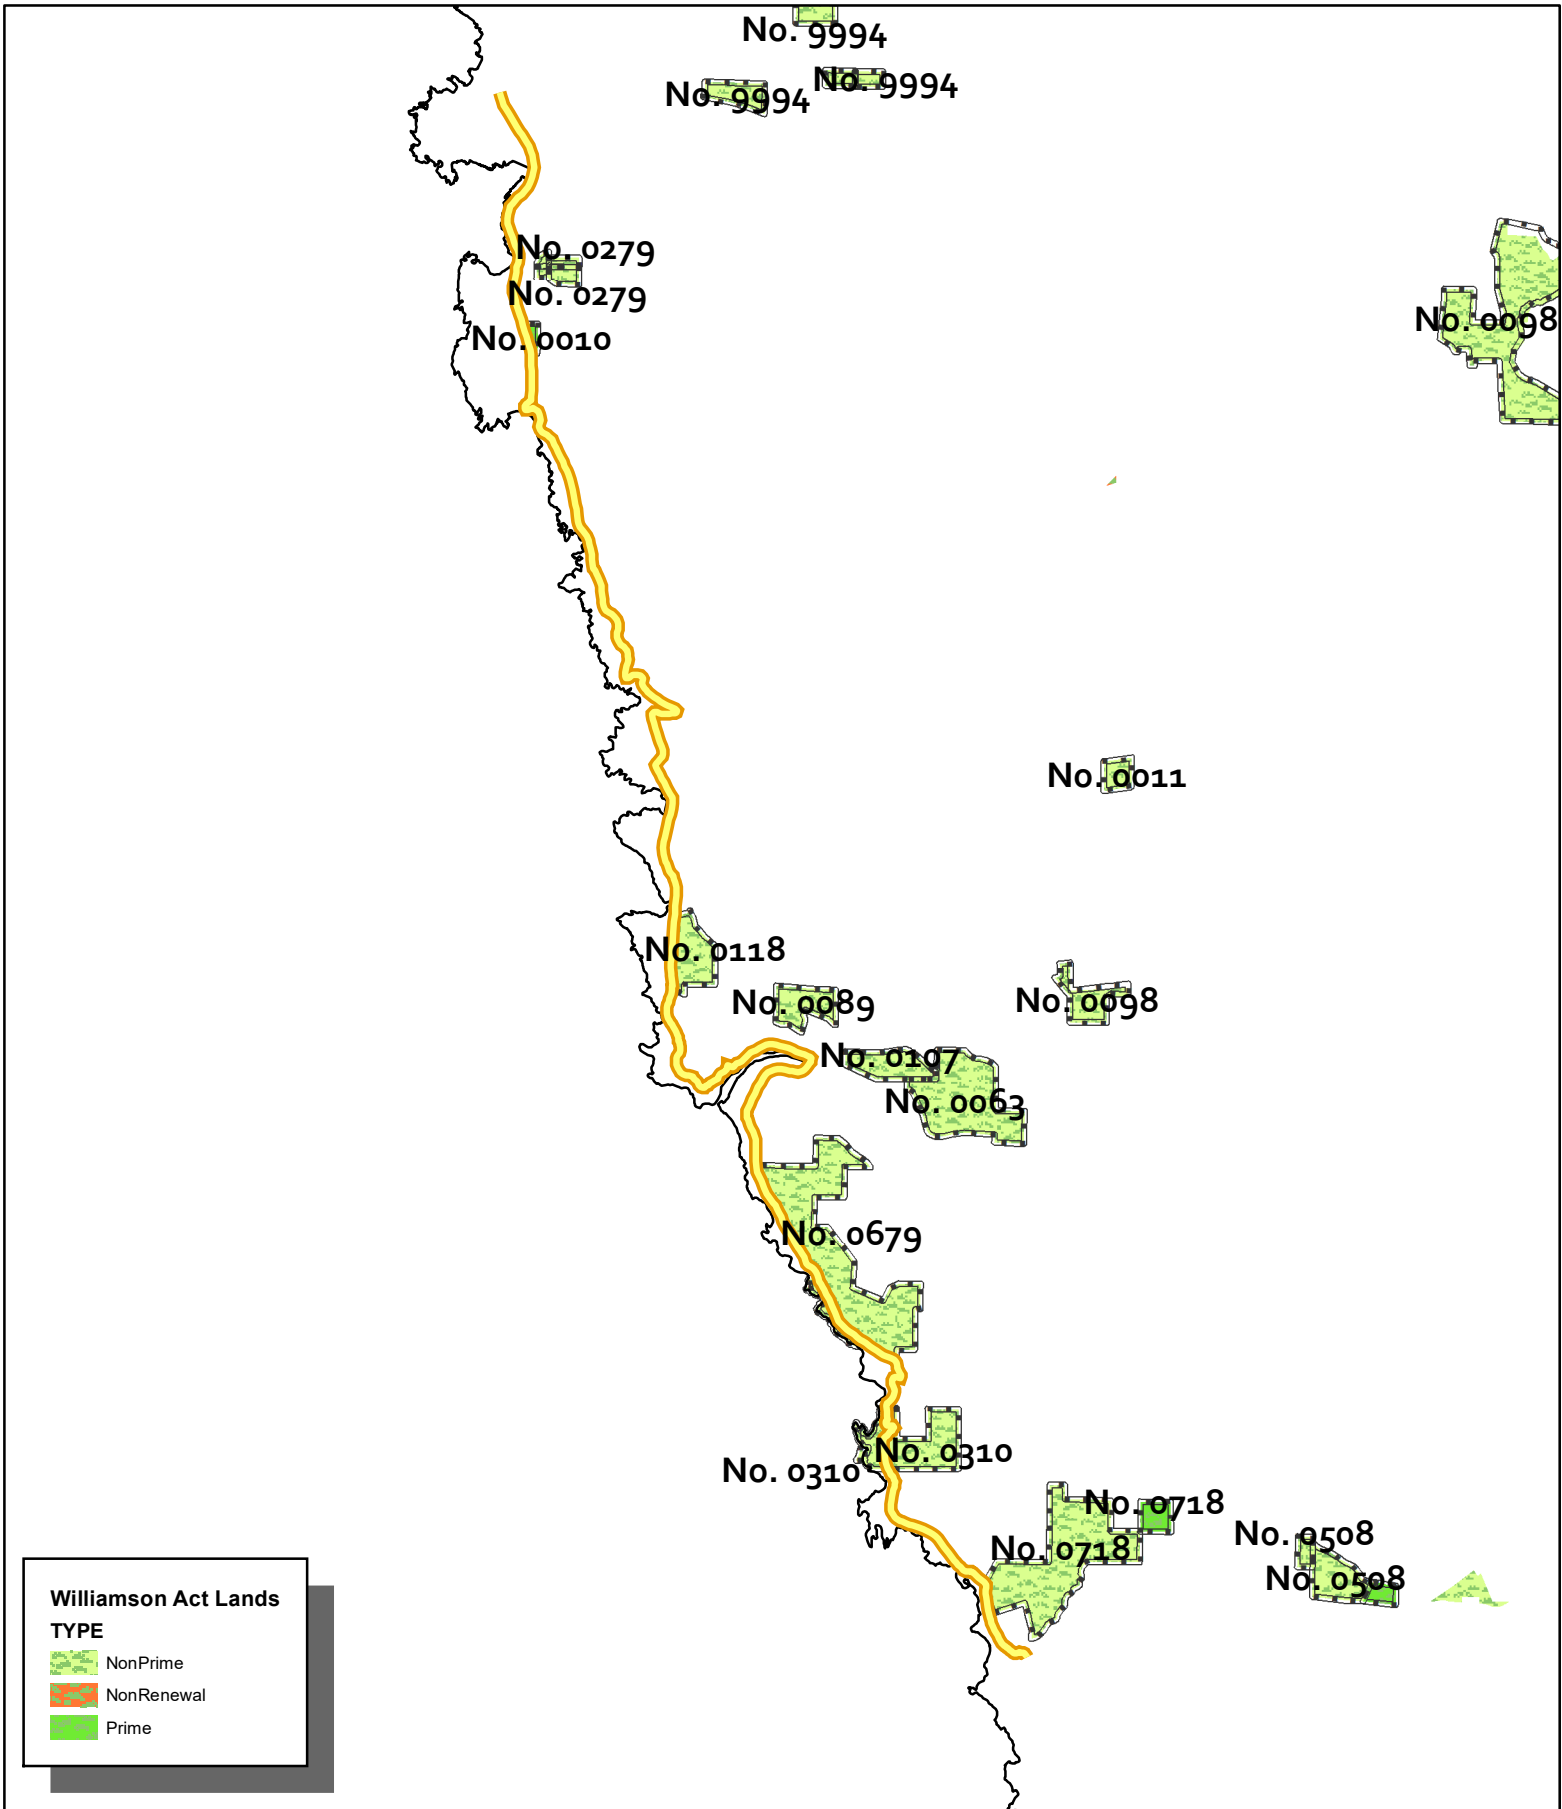 No. 9994
No. 9994
No. 9994
No. 0279
No. 0279
No. 0098
No. 0010
No. 0011
No. 0118
No. 0089
No. 0098
No. 0107
No. 0063
No. 0679
No. 0310
No. 0310
No. 0718
No. 0718
No. 0508
No. 0508
Williamson Act Lands
TYPE
NonPrime
NonRenewal
Prime